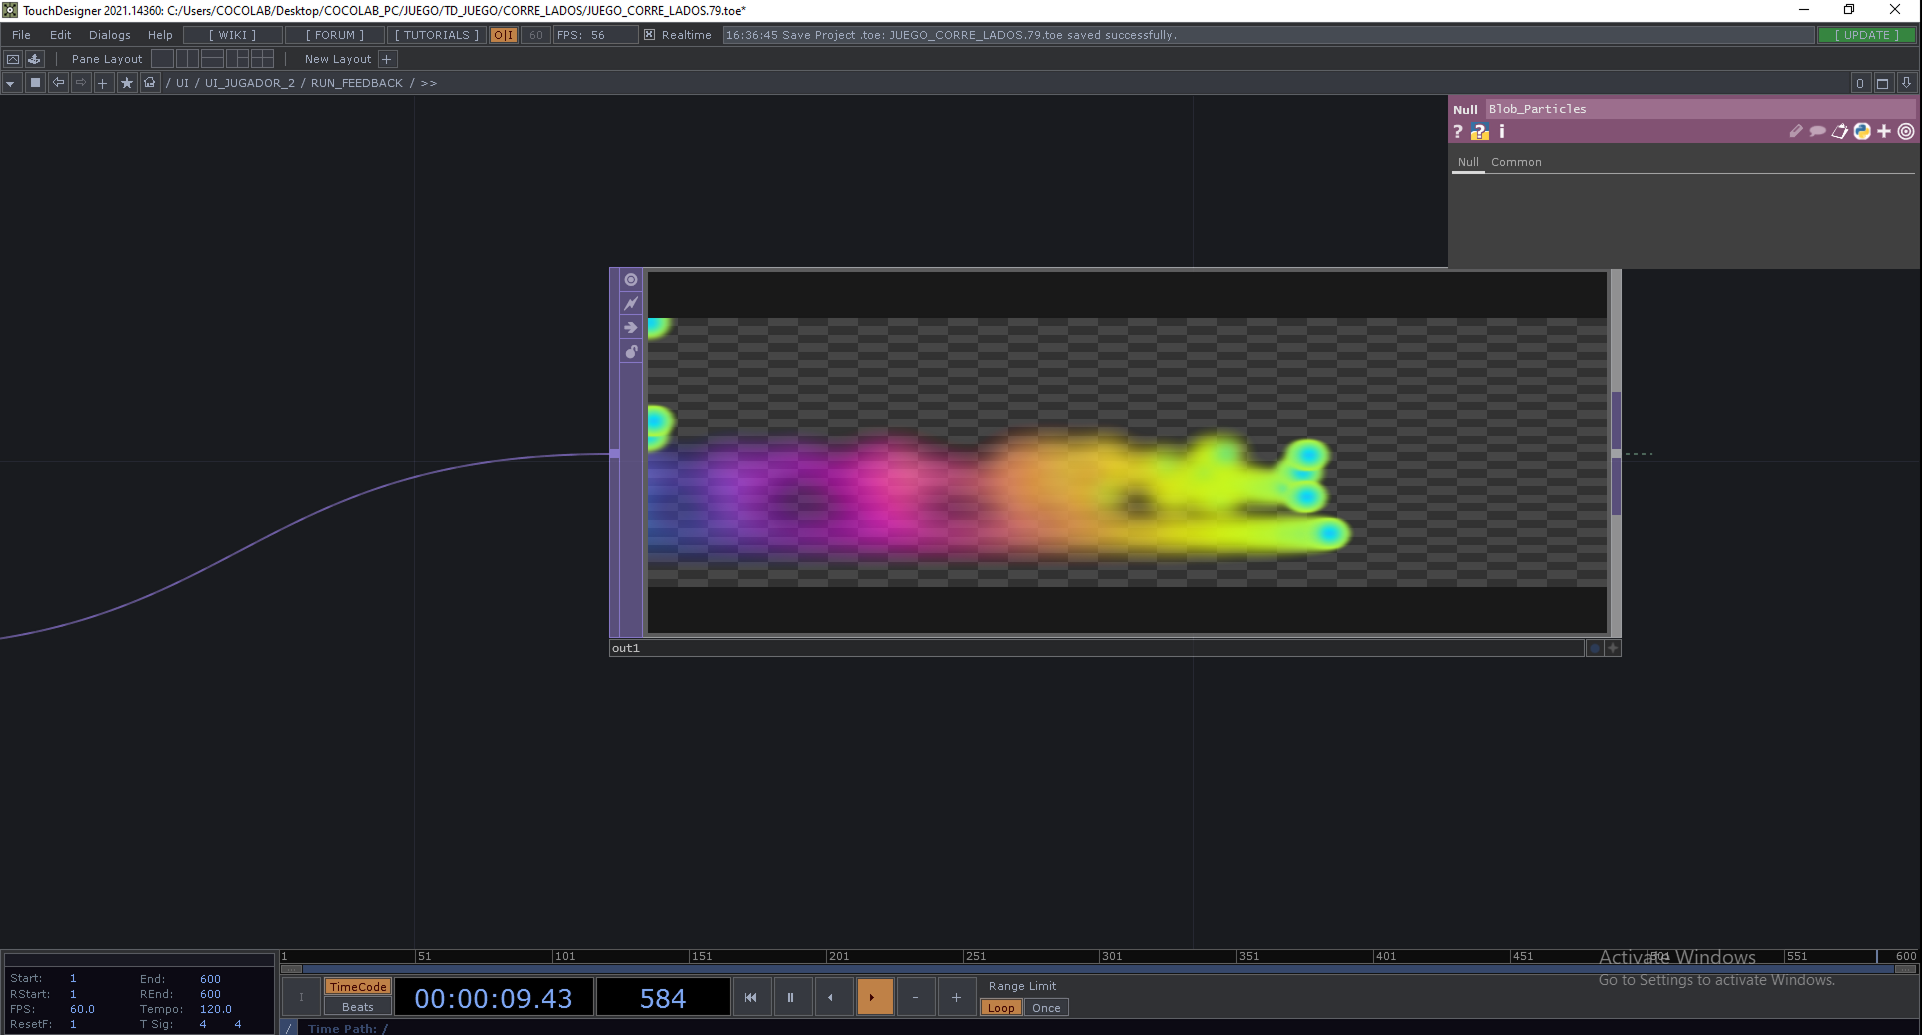 TouchDesigner 2021.14360: C:/Users/COCOLAB/Desktop/COCOLAB_PC/JUEGO/TD_JUEGO/CORRE_LADOS/JUEGO_CORRE_LADOS.79.toe*
File Edit Dialogs Help [ WIKI ] [ FORUM ] [ TUTORIALS ] O|I 60 FPS: 56 Realtime 16:36:45 Save Project .toe: JUEGO_CORRE_LADOS.79.toe saved successfully. [ UPDATE ]
Pane Layout New Layout +
/ UI / UI_JUGADOR_2 / RUN_FEEDBACK / >> 0
Null Blob_Particles
? ? i
Null Common
out1
1 51 101 151 201 251 301 351 401 451 501 551 600
Activate Windows
Go to Settings to activate Windows.
Start: 1 End: 600
RStart: 1 REnd: 600
FPS: 60.0 Tempo: 120.0
ResetF: 1 T Sig: 4 4
I TimeCode Beats 00:00:09.43 584 - + Range Limit
Loop Once
/ Time Path: /